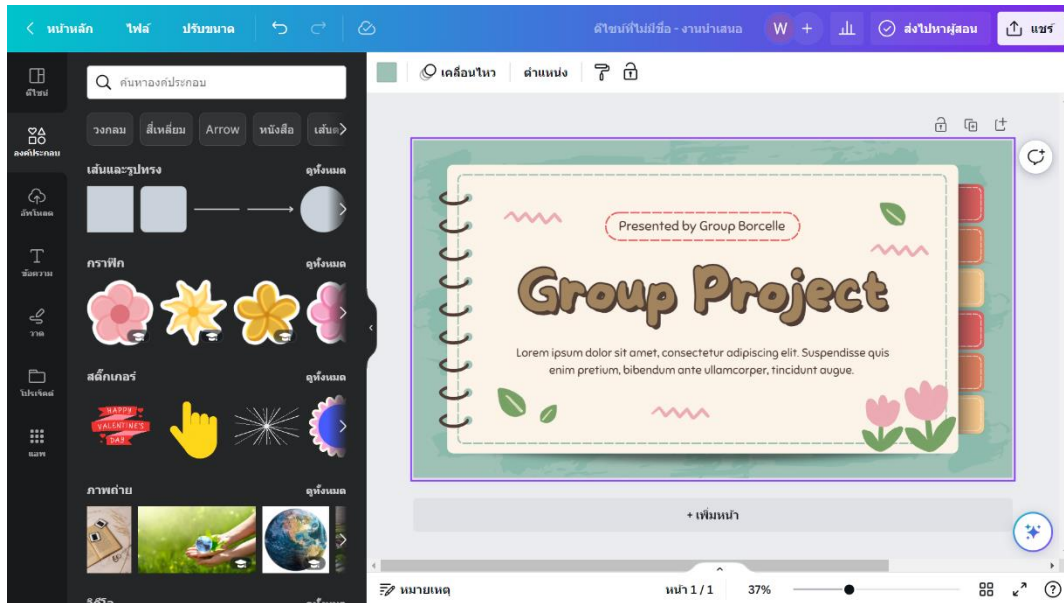 หน้าหลัก ไฟล์ ปรับขนาด ดีไซน์ที่ไม่มีชื่อ - งานนำเสนอ W + ส่งไปหาผู้สอน แชร์
ดีไซน์
องค์ประกอบ
อัพโหลด
ข้อความ
วาด
โปรเจ็คต์
แอพ
ค้นหาองค์ประกอบ
วงกลม สี่เหลี่ยม Arrow หนังสือ
เส้นและรูปทรง ดูทั้งหมด
กราฟิก ดูทั้งหมด
สติ๊กเกอร์ ดูทั้งหมด
HAPPY
VALENTINE'S
DAY
ภาพถ่าย ดูทั้งหมด
เคลื่อนไหว ตำแหน่ง
Presented by Group Borcelle
Group Project
Lorem ipsum dolor sit amet, consectetur adipiscing elit. Suspendisse quis
enim pretium, bibendum ante ullamcorper, tincidunt augue.
+ เพิ่มหน้า
หมายเหตุ หน้า 1 / 1 37%